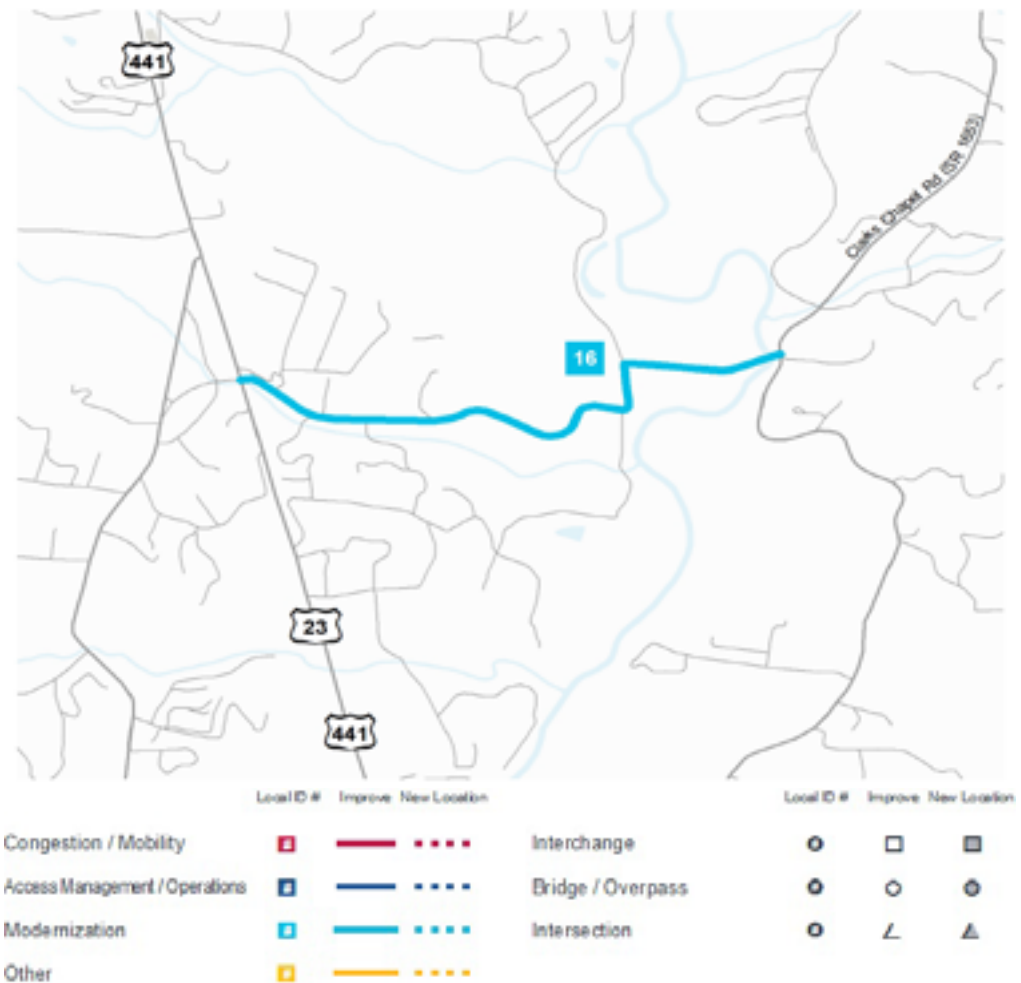 441
Clarks Chapel Rd (SR 1653)
16
23
441
Local ID # Improve New Location Local ID # Improve New Location
Congestion / Mobility Interchange
Access Management / Operations Bridge / Overpass
Modernization Intersection
Other